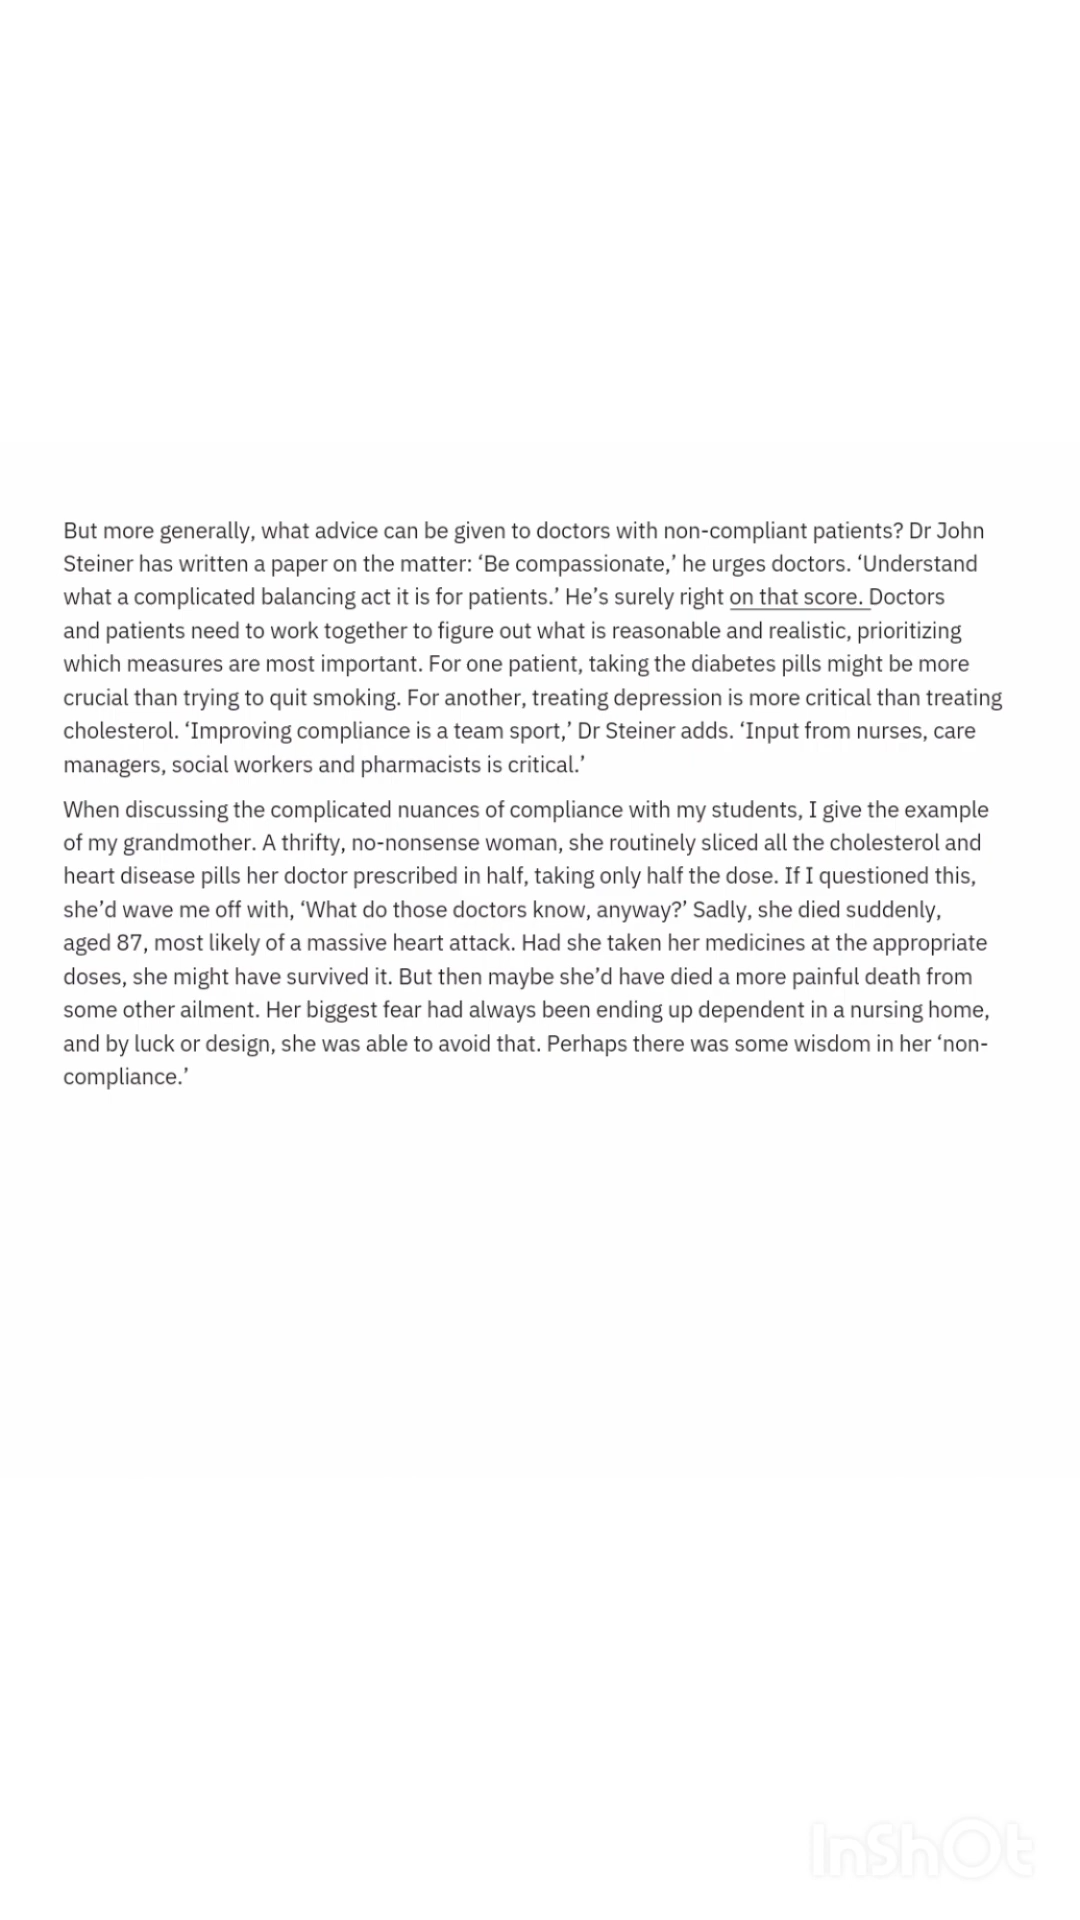 But more generally, what advice can be given to doctors with non-compliant patients? Dr John
Steiner has written a paper on the matter: ‘Be compassionate,’ he urges doctors. ‘Understand
what a complicated balancing act it is for patients.’ He’s surely right on that score. Doctors
and patients need to work together to figure out what is reasonable and realistic, prioritizing
which measures are most important. For one patient, taking the diabetes pills might be more
crucial than trying to quit smoking. For another, treating depression is more critical than treating
cholesterol. ‘Improving compliance is a team sport,’ Dr Steiner adds. ‘Input from nurses, care
managers, social workers and pharmacists is critical.’
When discussing the complicated nuances of compliance with my students, I give the example
of my grandmother. A thrifty, no-nonsense woman, she routinely sliced all the cholesterol and
heart disease pills her doctor prescribed in half, taking only half the dose. If I questioned this,
she’d wave me off with, ‘What do those doctors know, anyway?’ Sadly, she died suddenly,
aged 87, most likely of a massive heart attack. Had she taken her medicines at the appropriate
doses, she might have survived it. But then maybe she’d have died a more painful death from
some other ailment. Her biggest fear had always been ending up dependent in a nursing home,
and by luck or design, she was able to avoid that. Perhaps there was some wisdom in her ‘non-
compliance.’
InShOt